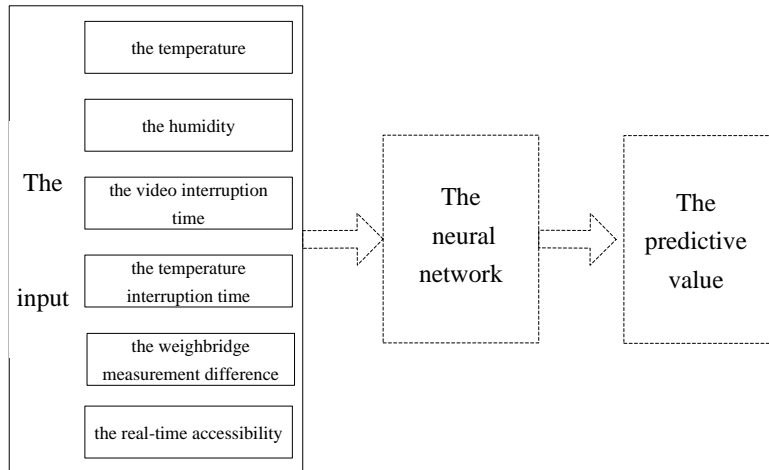 The
input
the temperature
the humidity
the video interruption
time
the temperature
interruption time
the weighbridge
measurement difference
the real-time accessibility
The
neural
network
The
predictive
value